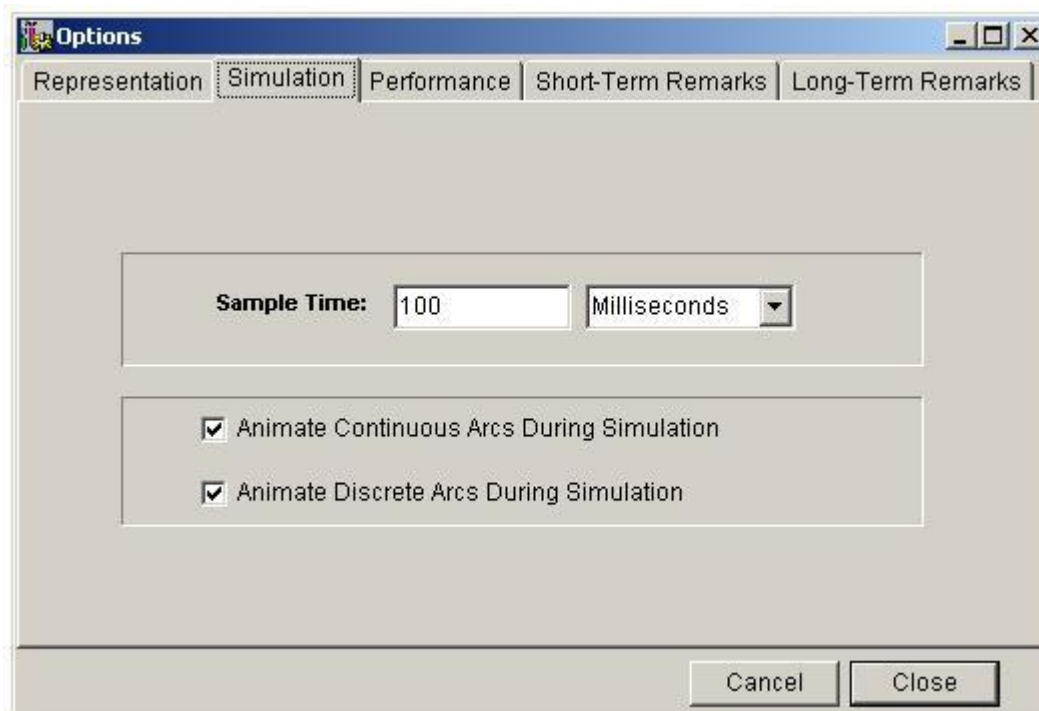 Options
Representation Simulation Performance Short-Term Remarks Long-Term Remarks
Sample Time: 100 Milliseconds
Animate Continuous Arcs During Simulation
Animate Discrete Arcs During Simulation
Cancel Close